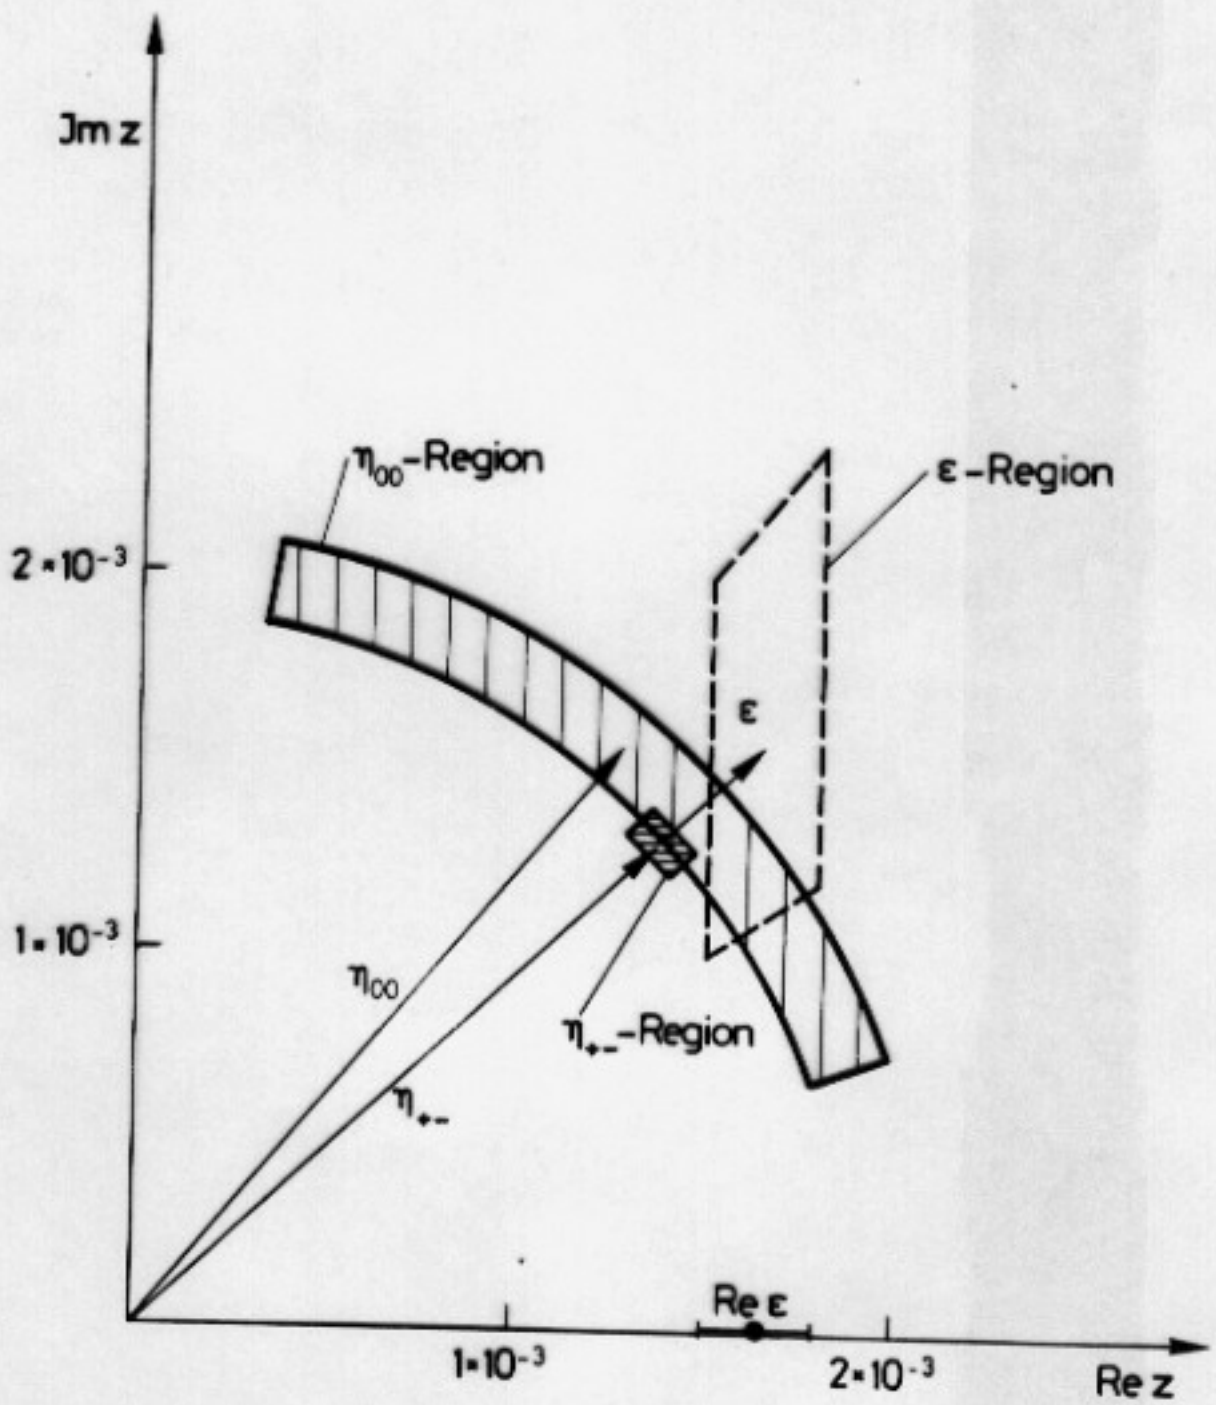 Jm z
η₀₀-Region
ε-Region
2×10⁻³
ε
1×10⁻³
η₀₀
η₊₋-Region
η₊₋
Re ε
1×10⁻³
2×10⁻³
Re z